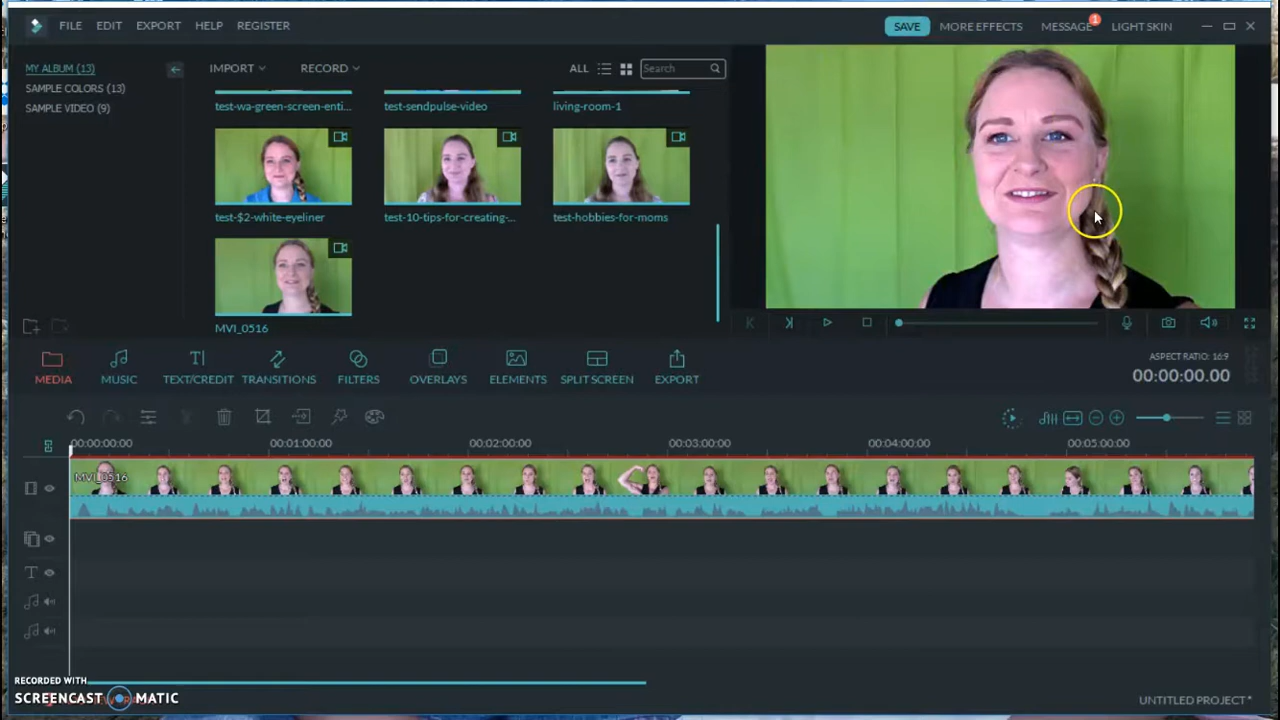 FILE EDIT EXPORT HELP REGISTER SAVE MORE EFFECTS MESSAGE 1 LIGHT SKIN
MY ALBUM (13)
SAMPLE COLORS (13)
SAMPLE VIDEO (9)
IMPORT RECORD ALL Search
test-wa-green-screen-enti... test-sendpulse-video living-room-1
test-$2-white-eyeliner test-10-tips-for-creating-... test-hobbies-for-moms
MVI_0516
ASPECT RATIO: 16:9
00:00:00.00
MEDIA MUSIC TEXT/CREDIT TRANSITIONS FILTERS OVERLAYS ELEMENTS SPLIT SCREEN EXPORT
00:00:00:00 00:01:00:00 00:02:00:00 00:03:00:00 00:04:00:00 00:05:00:00
MVI_0516
RECORDED WITH
SCREENCAST MATIC
UNTITLED PROJECT*